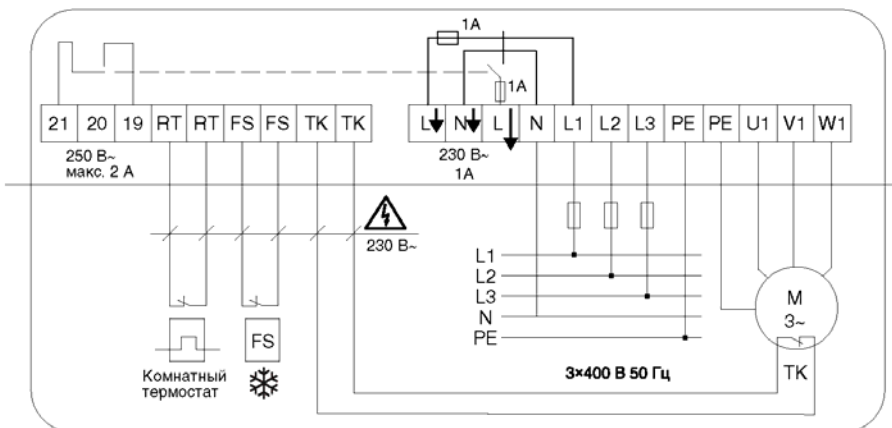 1A
1A
21 20 19 RT RT FS FS TK TK L N L N L1 L2 L3 PE PE U1 V1 W1
250 В~
макс. 2 А
230 В~
1А
230 В~
L1
L2
L3
N
PE
M
3~
FS
TK
Комнатный
термостат
3×400 В 50 Гц